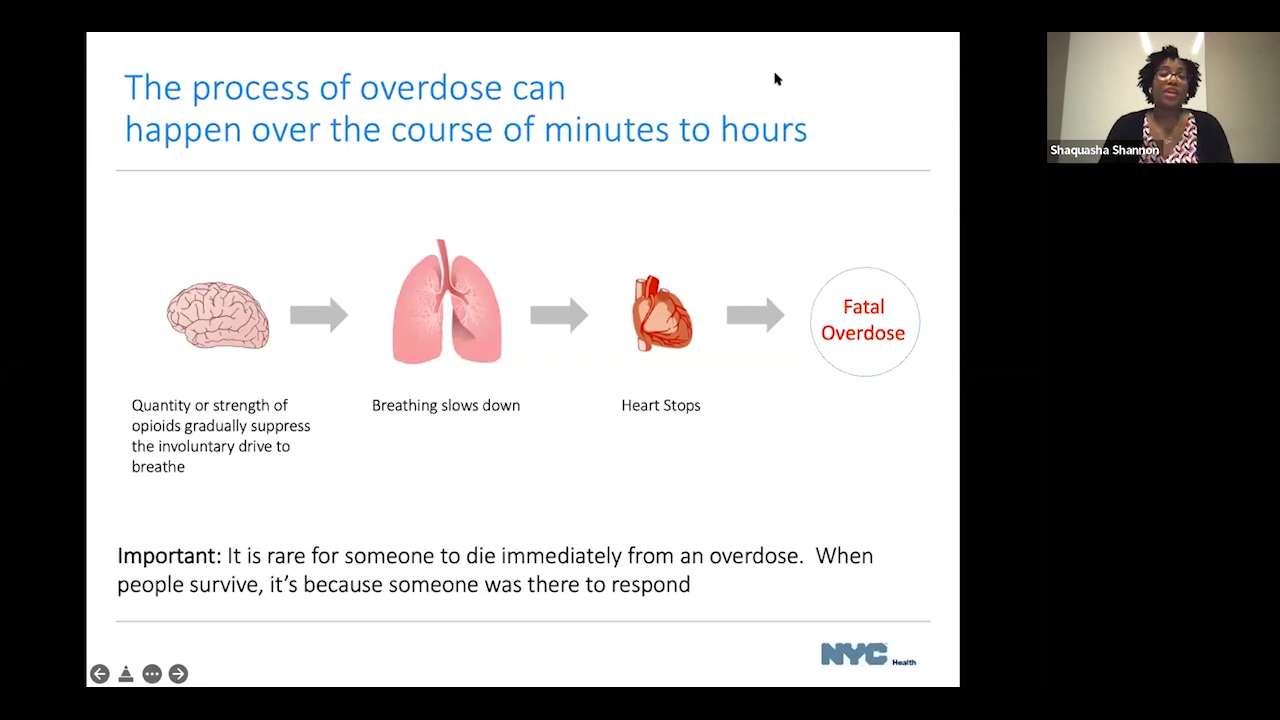 The process of overdose can
happen over the course of minutes to hours
Shaquasha Shannon
Fatal
Overdose
Quantity or strength of
opioids gradually suppress
the involuntary drive to
breathe
Breathing slows down
Heart Stops
Important: It is rare for someone to die immediately from an overdose.  When
people survive, it's because someone was there to respond
NYC Health